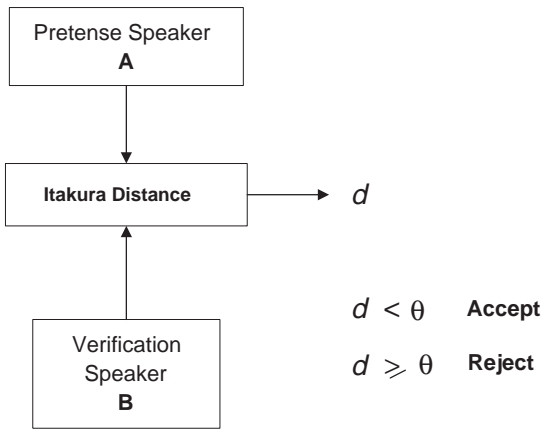 Pretense Speaker
A
Itakura Distance
d
Verification
Speaker
B
d < θ Accept
d ⩾ θ Reject